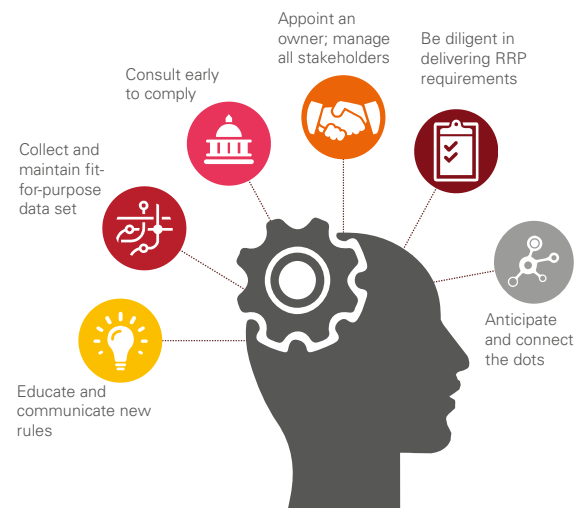 Appoint an
owner; manage
all stakeholders
Be diligent in
delivering RRP
requirements
Consult early
to comply
Collect and
maintain fit-
for-purpose
data set
Anticipate
and connect
the dots
Educate and
communicate new
rules